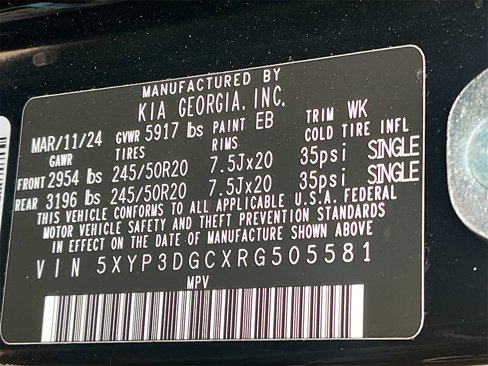 MANUFACTURED BY
KIA GEORGIA, INC.
MAR/11/24 GVWR 5917 lbs PAINT EB TRIM WK
GAWR TIRES RIMS COLD TIRE INFL
FRONT 2954 lbs 245/50R20 7.5Jx20 35psi SINGLE
REAR 3196 lbs 245/50R20 7.5Jx20 35psi SINGLE
THIS VEHICLE CONFORMS TO ALL APPLICABLE U.S.A. FEDERAL
MOTOR VEHICLE SAFETY AND THEFT PREVENTION STANDARDS
IN EFFECT ON THE DATE OF MANUFACTURE SHOWN ABOVE
VIN 5XYP3DGCXRG505581
MPV